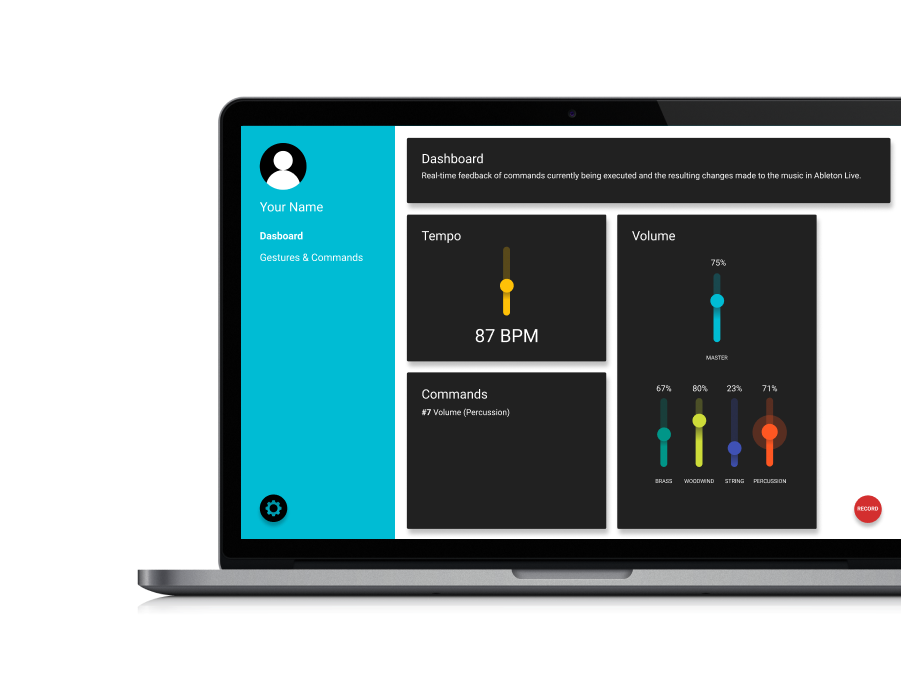 Your Name
Dasboard
Gestures & Commands
Dashboard
Real-time feedback of commands currently being executed and the resulting changes made to the music in Ableton Live.
Tempo
87 BPM
Commands
#7 Volume (Percussion)
Volume
75%
MASTER
67% 80% 23% 71%
BRASS WOODWIND STRING PERCUSSION
RECORD